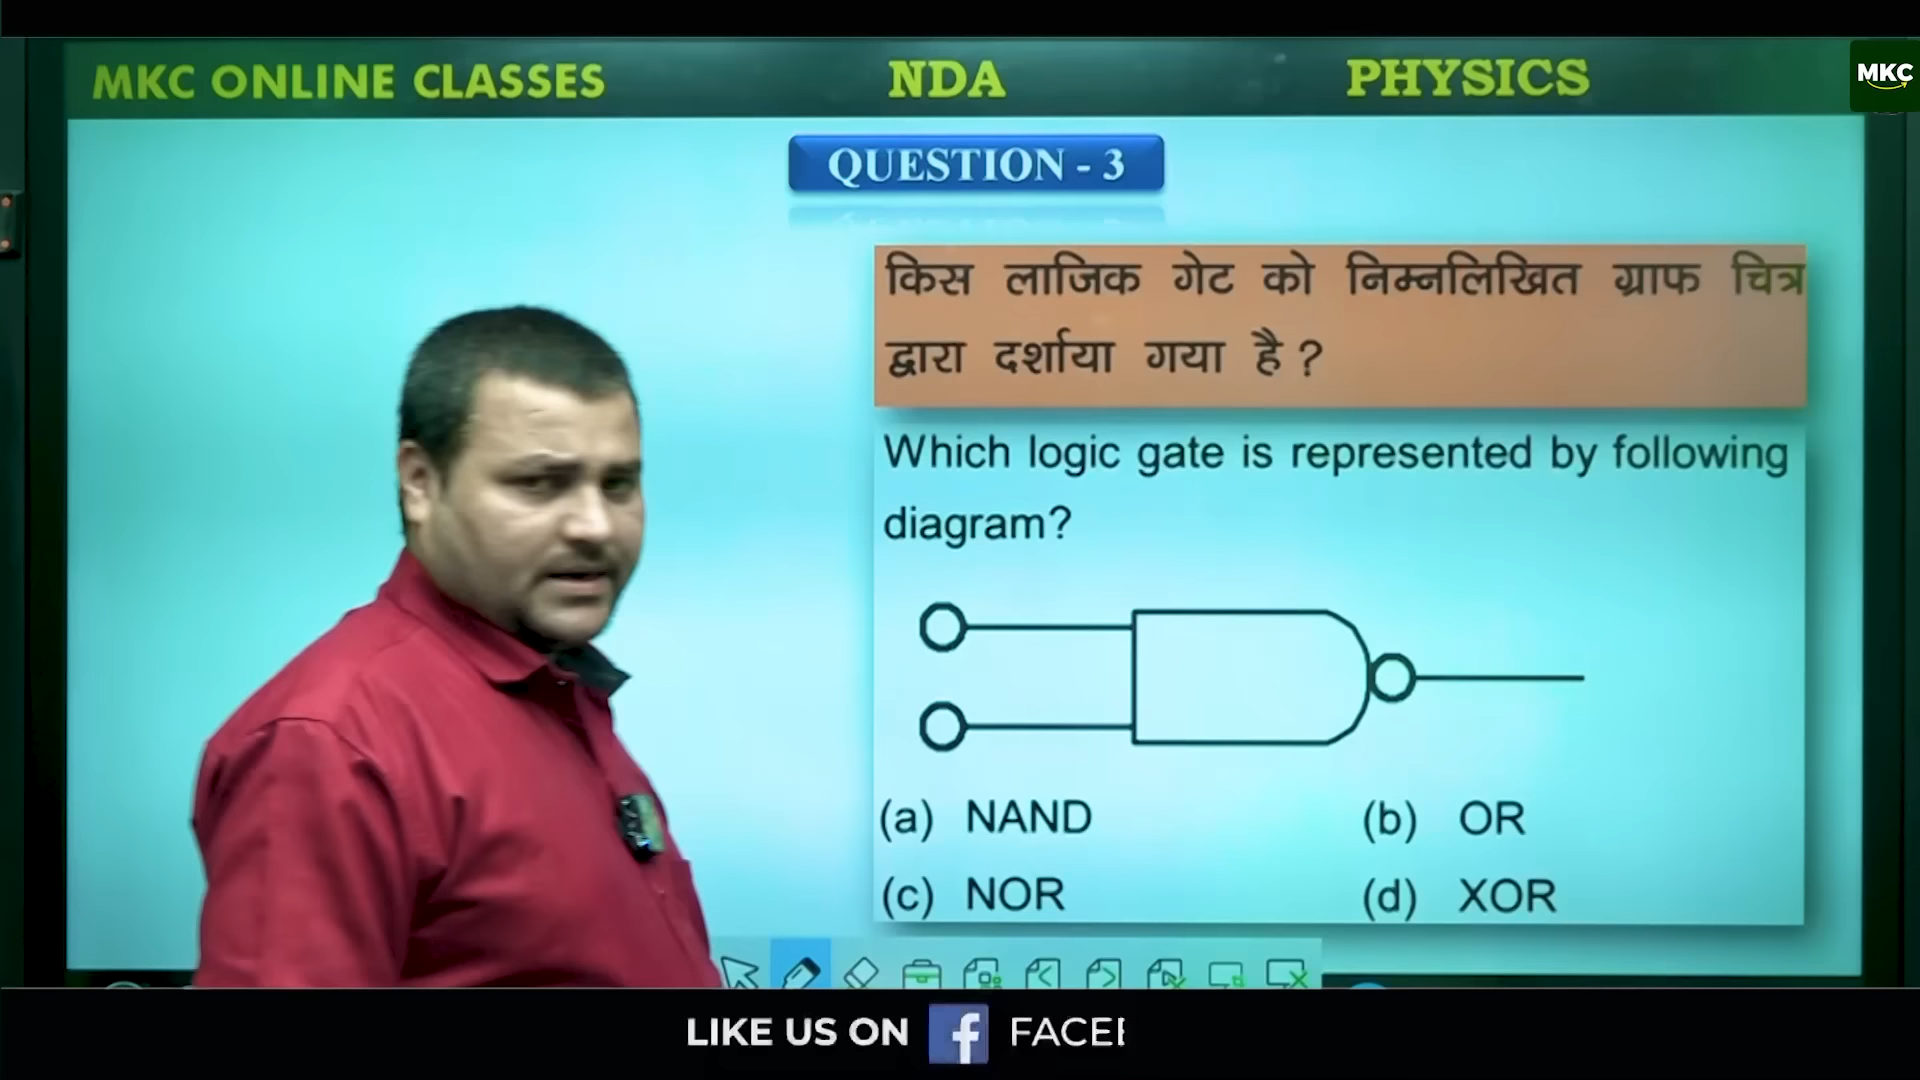 MKC ONLINE CLASSES NDA PHYSICS
MKC
QUESTION - 3
किस लाजिक गेट को निम्नलिखित ग्राफ चित्र
द्वारा दर्शाया गया है ?
Which logic gate is represented by following
diagram?
(a) NAND (b) OR
(c) NOR (d) XOR
LIKE US ON f FACE